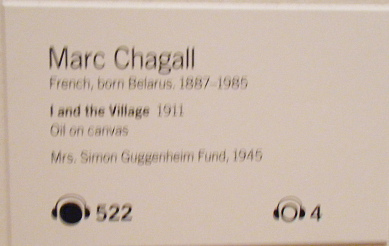 Marc Chagall
French, born Belarus. 1887–1985
I and the Village 1911
Oil on canvas
Mrs. Simon Guggenheim Fund, 1945
522 4